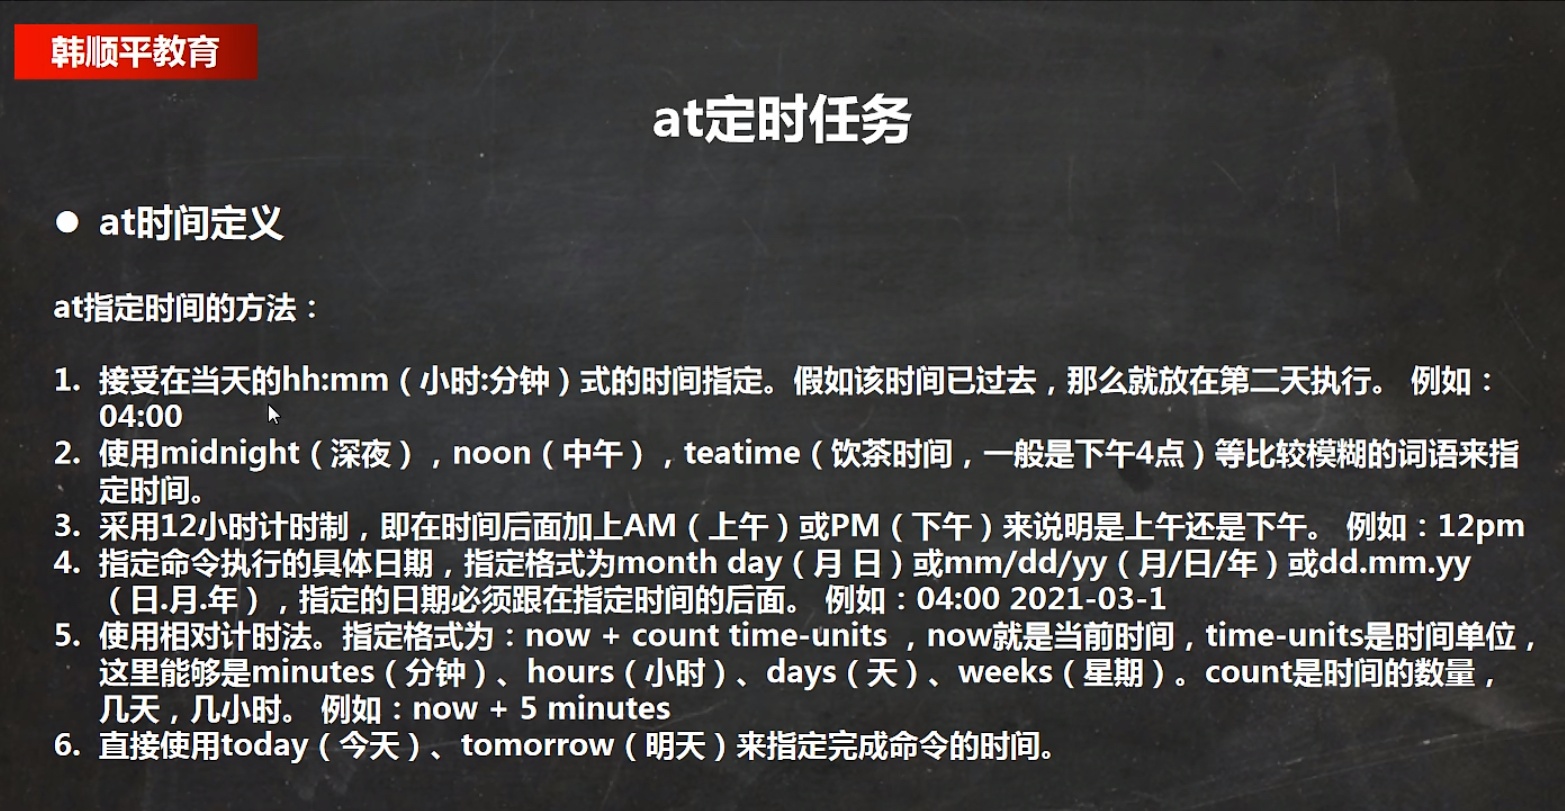 韩顺平教育
at定时任务
● at时间定义
at指定时间的方法：
1. 接受在当天的hh:mm（小时:分钟）式的时间指定。假如该时间已过去，那么就放在第二天执行。 例如：
04:00
2. 使用midnight（深夜），noon（中午），teatime（饮茶时间，一般是下午4点）等比较模糊的词语来指
定时间。
3. 采用12小时计时制，即在时间后面加上AM（上午）或PM（下午）来说明是上午还是下午。 例如：12pm
4. 指定命令执行的具体日期，指定格式为month day（月 日）或mm/dd/yy（月/日/年）或dd.mm.yy
（日.月.年），指定的日期必须跟在指定时间的后面。 例如：04:00 2021-03-1
5. 使用相对计时法。指定格式为：now + count time-units ，now就是当前时间，time-units是时间单位，
这里能够是minutes（分钟）、hours（小时）、days（天）、weeks（星期）。count是时间的数量，
几天，几小时。 例如：now + 5 minutes
6. 直接使用today（今天）、tomorrow（明天）来指定完成命令的时间。